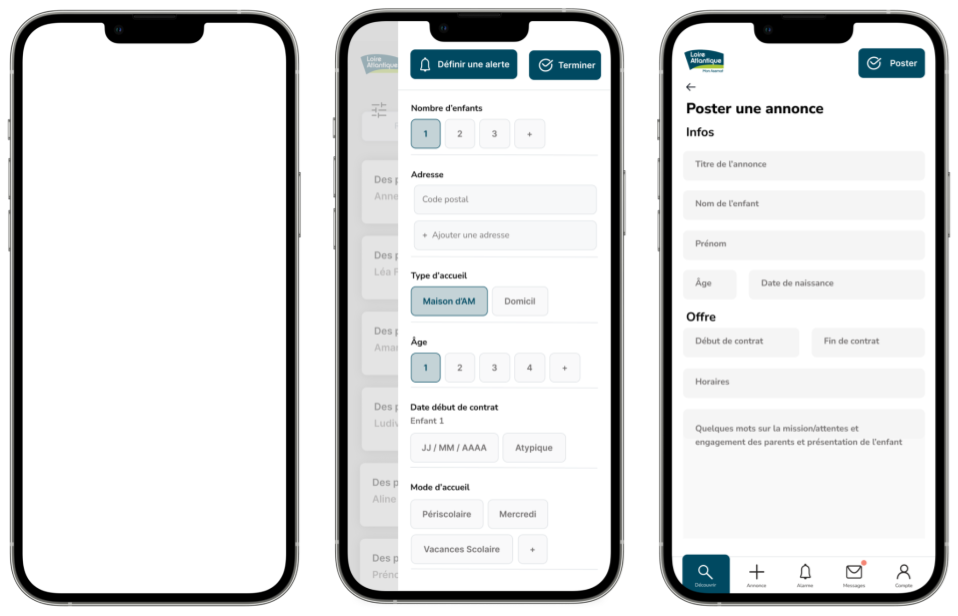 Définir une alerte
Terminer
Nombre d'enfants
1
2
3
+
Adresse
Code postal
+ Ajouter une adresse
Type d'accueil
Maison d'AM
Domicil
Âge
1
2
3
4
+
Date début de contrat
Enfant 1
JJ / MM / AAAA
Atypique
Mode d'accueil
Périscolaire
Mercredi
Vacances Scolaire
+
Loire
Atlantique
Des p
Anne
Des p
Léa
Des p
Amar
Des p
Ludiv
Des p
Aline
Des p
Préno
Loire
Atlantique
Poster
Poster une annonce
Infos
Titre de l'annonce
Nom de l'enfant
Prénom
Âge
Date de naissance
Offre
Début de contrat
Fin de contrat
Horaires
Quelques mots sur la mission/attentes et
engagement des parents et présentation de l'enfant
Découvrir
Annonce
Alarme
Messages
Compte